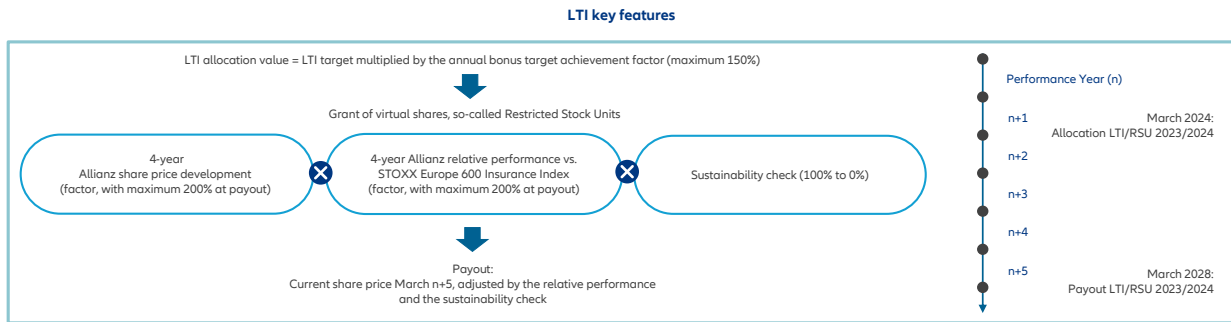 LTI key features
LTI allocation value = LTI target multiplied by the annual bonus target achievement factor (maximum 150%)
Grant of virtual shares, so-called Restricted Stock Units
4-year
Allianz share price development
(factor, with maximum 200% at payout)
4-year Allianz relative performance vs.
STOXX Europe 600 Insurance Index
(factor, with maximum 200% at payout)
Sustainability check (100% to 0%)
Payout:
Current share price March n+5, adjusted by the relative performance
and the sustainability check
Performance Year (n)
n+1
March 2024:
Allocation LTI/RSU 2023/2024
n+2
n+3
n+4
n+5
March 2028:
Payout LTI/RSU 2023/2024